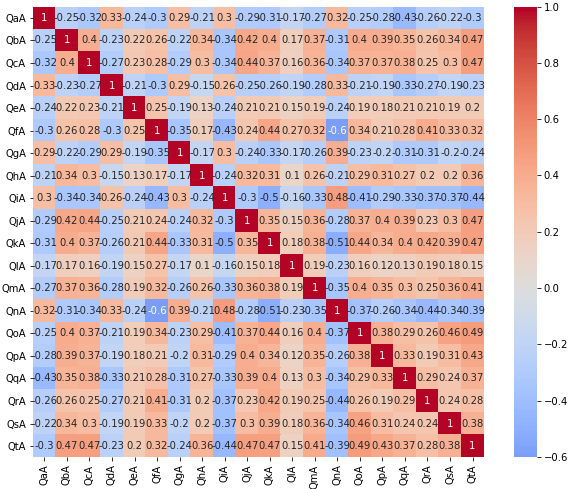 QaA 1 -0.25 -0.32 0.33 -0.24 -0.3 0.29 -0.21 0.3 -0.29 -0.31 -0.17 -0.27 0.32 -0.25 -0.28 -0.43 -0.26 -0.22 -0.3
QbA -0.25 1 0.4 -0.23 0.22 0.26 -0.22 0.34 -0.34 0.42 0.4 0.17 0.37 -0.31 0.4 0.39 0.35 0.26 0.34 0.47
QcA -0.32 0.4 1 -0.27 0.23 0.28 -0.29 0.3 -0.34 0.44 0.37 0.16 0.36 -0.34 0.37 0.37 0.38 0.25 0.3 0.47
QdA 0.33 -0.23 -0.27 1 -0.21 -0.3 0.29 -0.15 0.26 -0.25 -0.26 -0.19 -0.28 0.33 -0.21 -0.19 -0.33 -0.27 -0.19 -0.23
QeA -0.24 0.22 0.23 -0.21 1 0.25 -0.19 0.13 -0.24 0.21 0.21 0.15 0.19 -0.24 0.19 0.18 0.21 0.21 0.19 0.2
QfA -0.3 0.26 0.28 -0.3 0.25 1 -0.35 0.17 -0.43 0.24 0.44 0.27 0.32 -0.6 0.34 0.21 0.28 0.41 0.33 0.32
QgA 0.29 -0.22 -0.29 0.29 -0.19 -0.35 1 -0.17 0.3 -0.24 -0.33 -0.17 -0.26 0.39 -0.23 -0.2 -0.31 -0.31 -0.2 -0.24
QhA -0.21 0.34 0.3 -0.15 0.13 0.17 -0.17 1 -0.24 0.32 0.31 0.1 0.26 -0.21 0.29 0.31 0.27 0.2 0.2 0.36
QiA 0.3 -0.34 -0.34 0.26 -0.24 -0.43 0.3 -0.24 1 -0.3 -0.5 -0.16 -0.33 0.48 -0.41 -0.29 -0.33 -0.37 -0.37 -0.44
QjA -0.29 0.42 0.44 -0.25 0.21 0.24 -0.24 0.32 -0.3 1 0.35 0.15 0.36 -0.28 0.37 0.4 0.39 0.23 0.3 0.47
QkA -0.31 0.4 0.37 -0.26 0.21 0.44 -0.33 0.31 -0.5 0.35 1 0.18 0.38 -0.51 0.44 0.34 0.4 0.42 0.39 0.47
QlA -0.17 0.17 0.16 -0.19 0.15 0.27 -0.17 0.1 -0.16 0.15 0.18 1 0.19 -0.23 0.16 0.12 0.13 0.19 0.18 0.15
QmA -0.27 0.37 0.36 -0.28 0.19 0.32 -0.26 0.26 -0.33 0.36 0.38 0.19 1 -0.35 0.4 0.35 0.3 0.25 0.36 0.41
QnA 0.32 -0.31 -0.34 0.33 -0.24 -0.6 0.39 -0.21 0.48 -0.28 -0.51 -0.23 -0.35 1 -0.37 -0.26 -0.34 -0.44 -0.34 -0.39
QoA -0.25 0.4 0.37 -0.21 0.19 0.34 -0.23 0.29 -0.41 0.37 0.44 0.16 0.4 -0.37 1 0.38 0.29 0.26 0.46 0.49
QpA -0.28 0.39 0.37 -0.19 0.18 0.21 -0.2 0.31 -0.29 0.4 0.34 0.12 0.35 -0.26 0.38 1 0.33 0.19 0.31 0.43
QqA -0.43 0.35 0.38 -0.33 0.21 0.28 -0.31 0.27 -0.33 0.39 0.4 0.13 0.3 -0.34 0.29 0.33 1 0.29 0.24 0.37
QrA -0.26 0.26 0.25 -0.27 0.21 0.41 -0.31 0.2 -0.37 0.23 0.42 0.19 0.25 -0.44 0.26 0.19 0.29 1 0.24 0.28
QsA -0.22 0.34 0.3 -0.19 0.19 0.33 -0.2 0.2 -0.37 0.3 0.39 0.18 0.36 -0.34 0.46 0.31 0.24 0.24 1 0.38
QtA -0.3 0.47 0.47 -0.23 0.2 0.32 -0.24 0.36 -0.44 0.47 0.47 0.15 0.41 -0.39 0.49 0.43 0.37 0.28 0.38 1
QaA QbA QcA QdA QeA QfA QgA QhA QiA QjA QkA QlA QmA QnA QoA QpA QqA QrA QsA QtA
1.0
0.8
0.6
0.4
0.2
0.0
−0.2
−0.4
−0.6